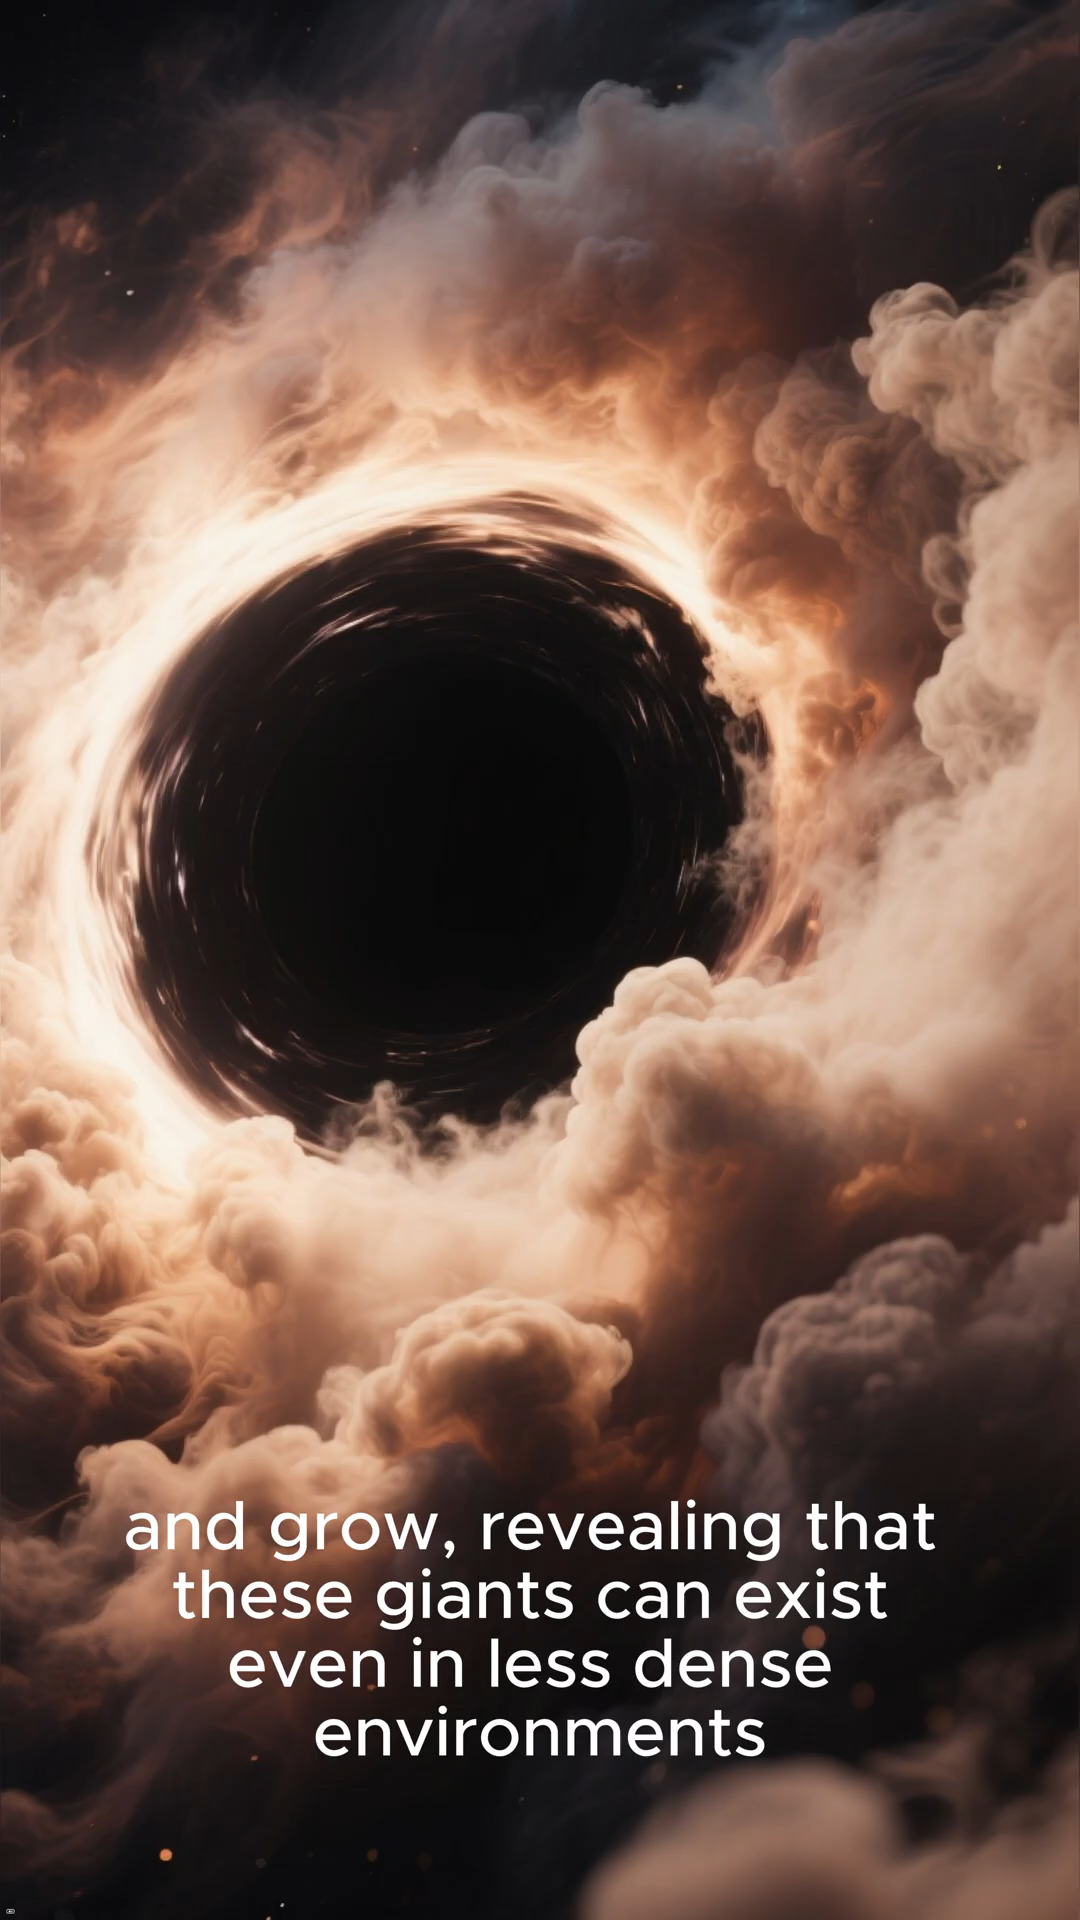 and grow, revealing that
these giants can exist
even in less dense
environments